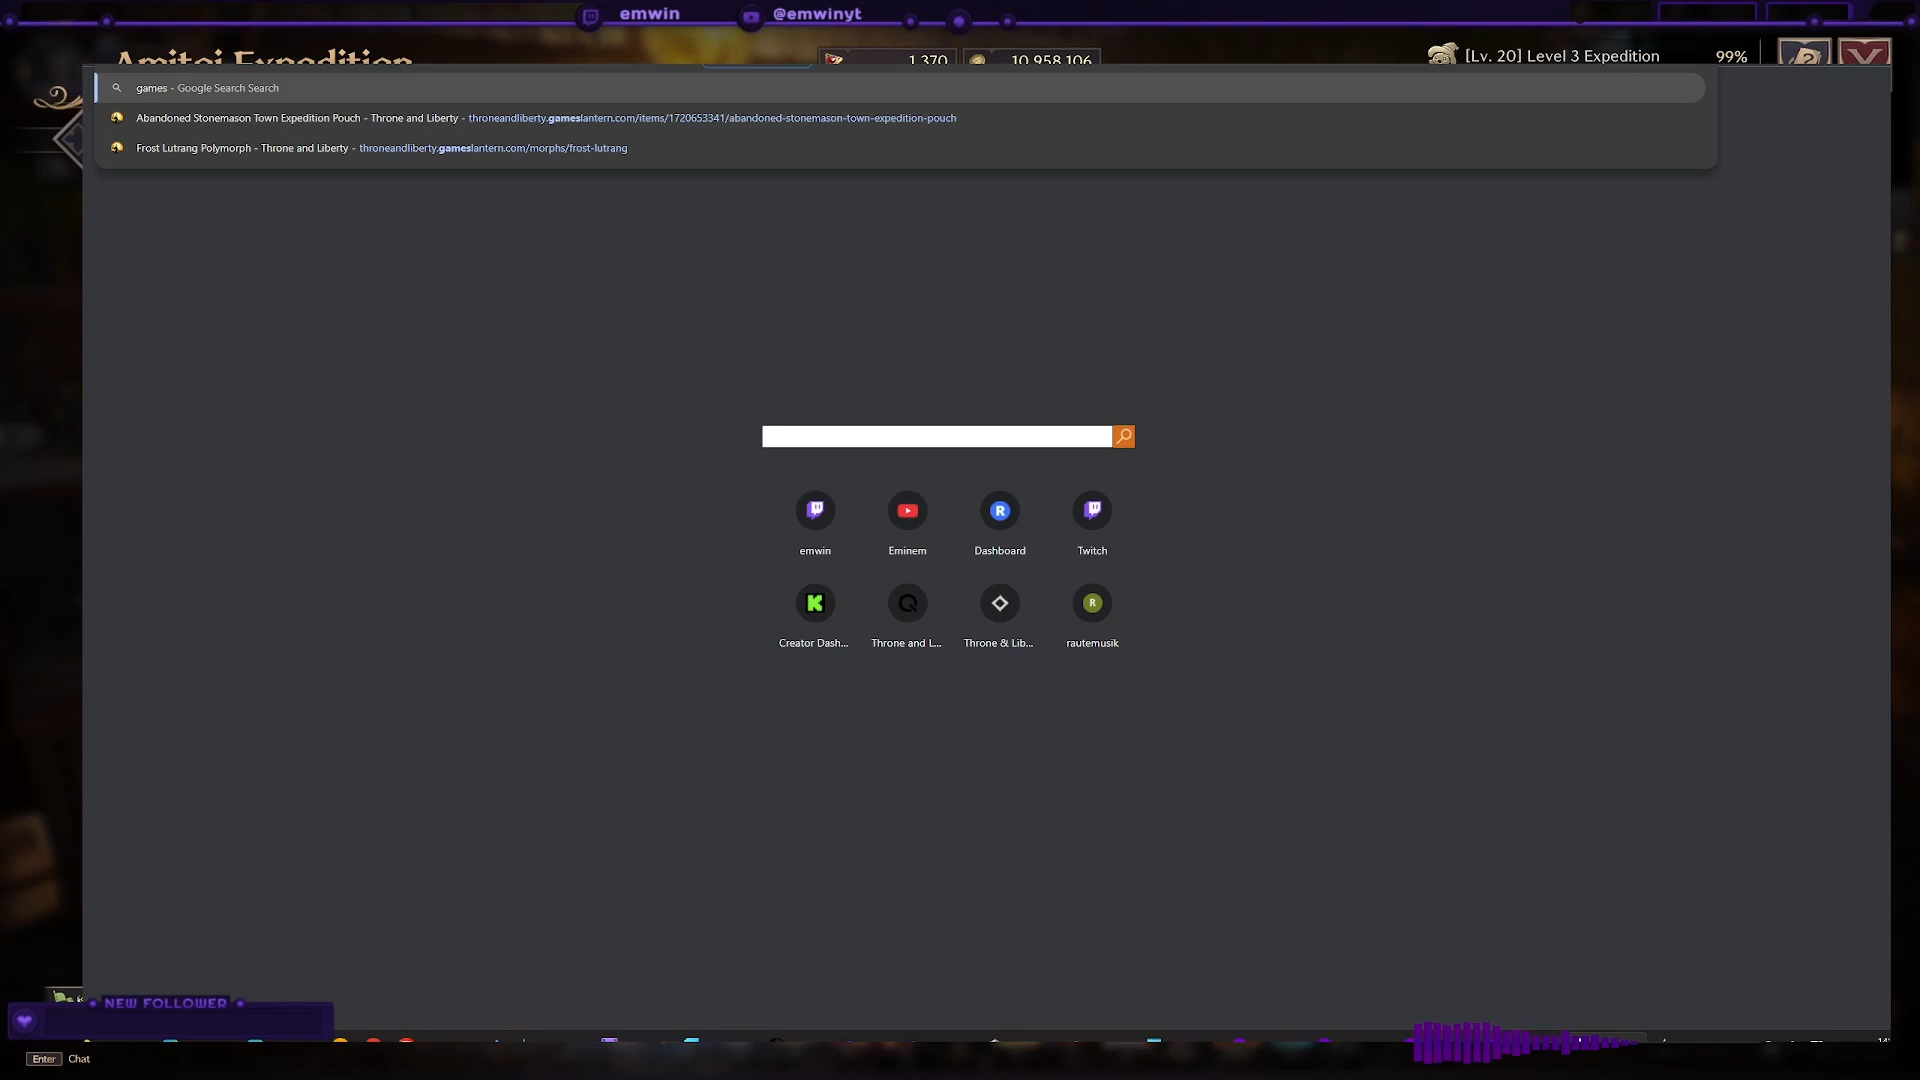 emwin
@emwinyt
Amitoi Expedition
1,370
10,958,106
[Lv. 20] Level 3 Expedition
99%
games - Google Search Search
Abandoned Stonemason Town Expedition Pouch - Throne and Liberty - throneandliberty.gameslantern.com/items/1720653341/abandoned-stonemason-town-expedition-pouch
Frost Lutrang Polymorph - Throne and Liberty - throneandliberty.gameslantern.com/morphs/frost-lutrang
emwin
Eminem
Dashboard
Twitch
Creator Dash...
Throne and L...
Throne & Lib...
rautemusik
NEW FOLLOWER
Enter
Chat